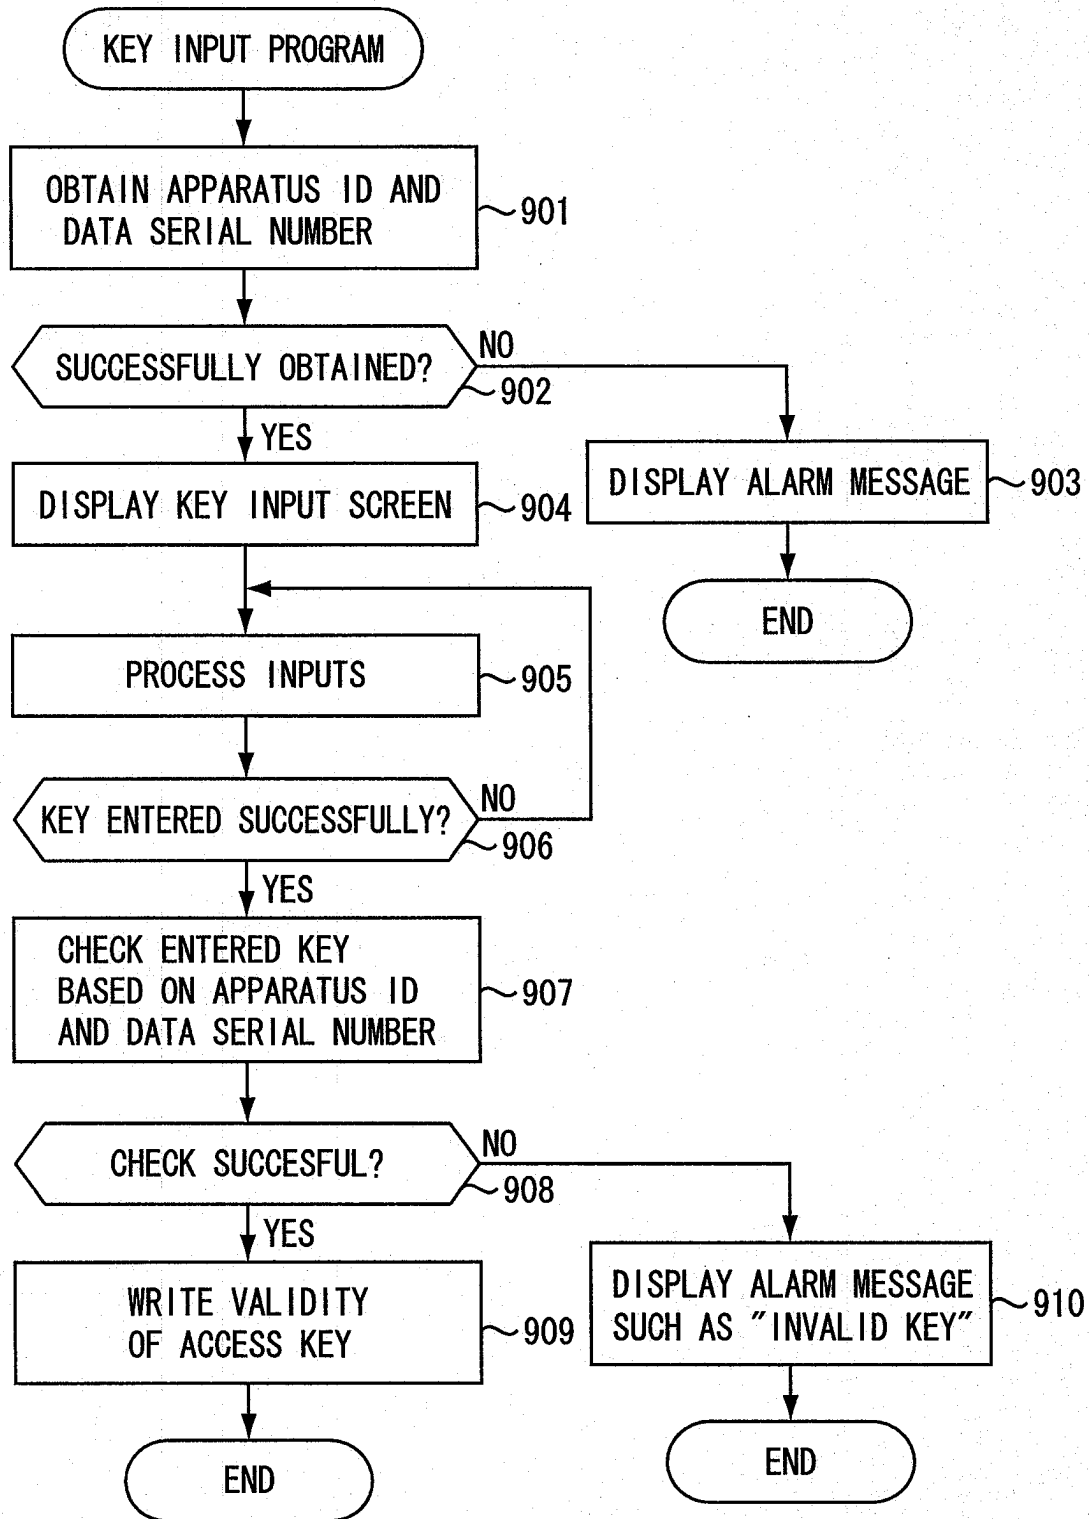 KEY INPUT PROGRAM
OBTAIN APPARATUS ID AND
DATA SERIAL NUMBER
901
SUCCESSFULLY OBTAINED?
NO
902
YES
DISPLAY ALARM MESSAGE
903
DISPLAY KEY INPUT SCREEN
904
END
PROCESS INPUTS
905
KEY ENTERED SUCCESSFULLY?
NO
906
YES
CHECK ENTERED KEY
BASED ON APPARATUS ID
AND DATA SERIAL NUMBER
907
CHECK SUCCESFUL?
NO
908
YES
WRITE VALIDITY
OF ACCESS KEY
909
DISPLAY ALARM MESSAGE
SUCH AS "INVALID KEY"
910
END
END